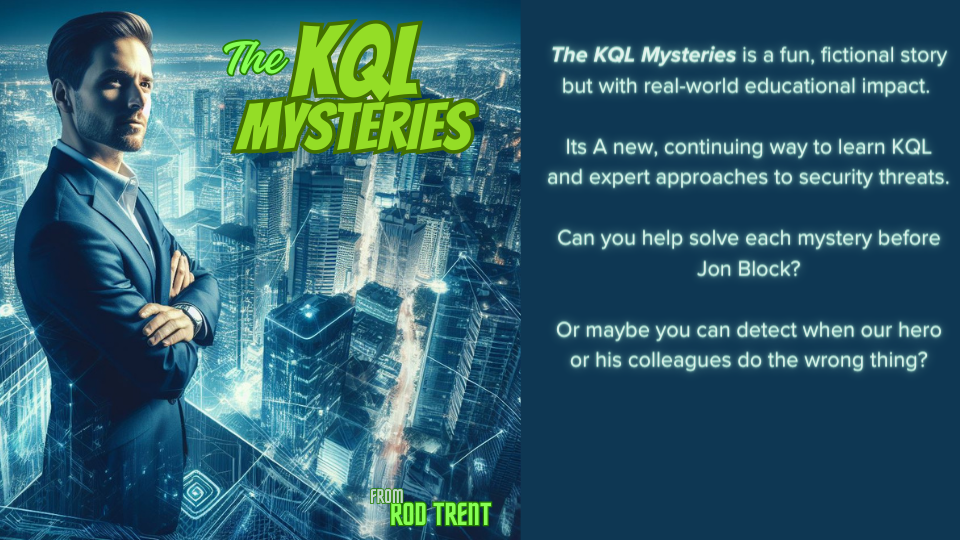 The KQL
MYSTERIES
FROM
ROD TRENT
The KQL Mysteries is a fun, fictional story
but with real-world educational impact.
Its A new, continuing way to learn KQL
and expert approaches to security threats.
Can you help solve each mystery before
Jon Block?
Or maybe you can detect when our hero
or his colleagues do the wrong thing?